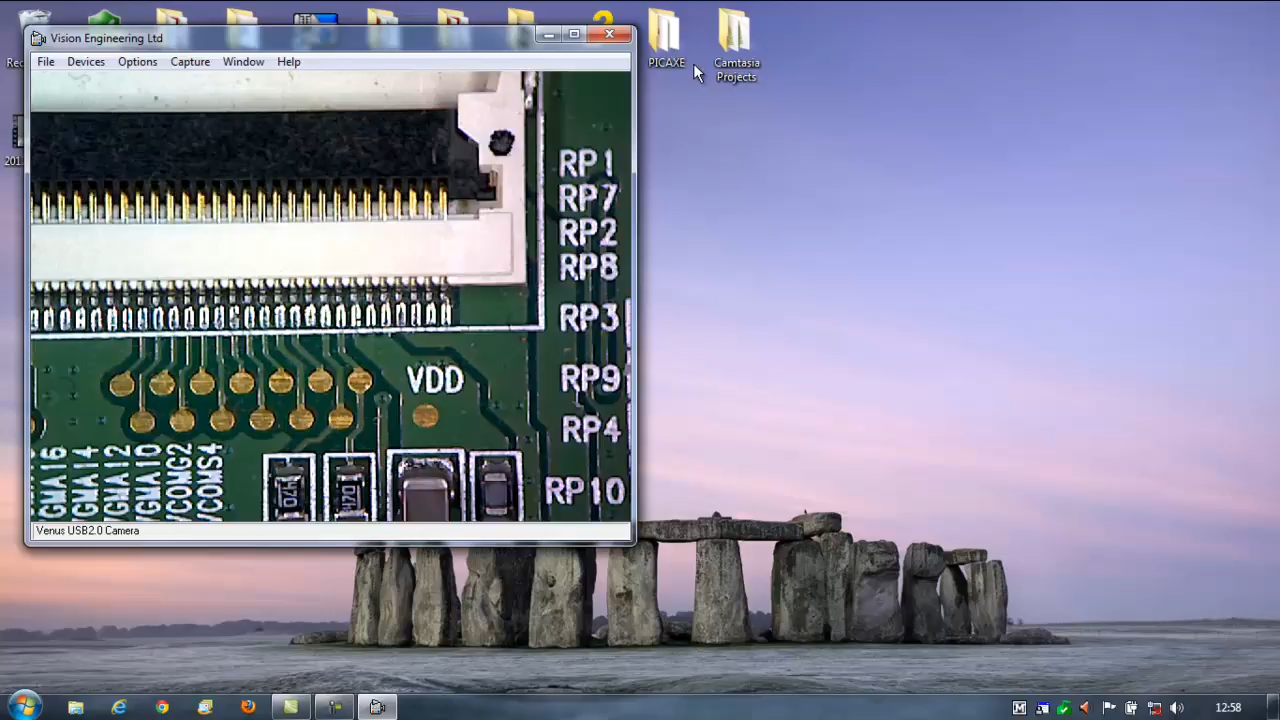 Vision Engineering Ltd
File Devices Options Capture Window Help
RP1
RP7
RP2
RP8
RP3
RP9
RP4
RP10
VDD
VGMA16
VGMA14
VGMA12
VGMA10
VCOMG2
VCOMS4
Venus USB2.0 Camera
PICAXE
Camtasia
Projects
12:58